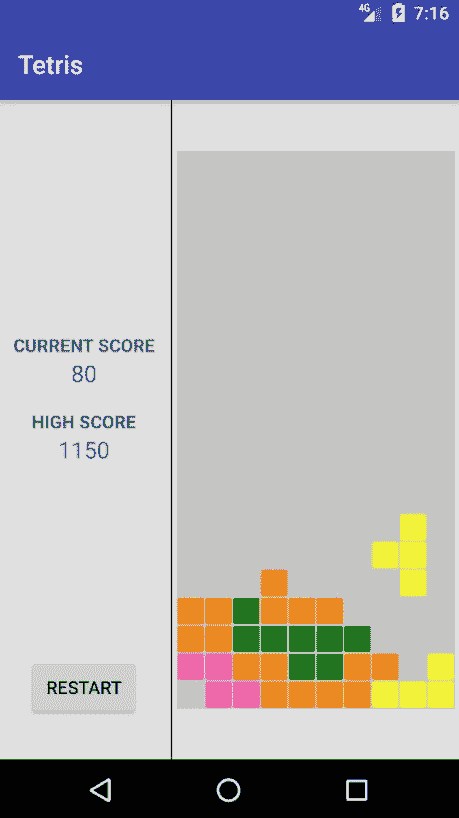 4G 7:16
Tetris
CURRENT SCORE
80
HIGH SCORE
1150
RESTART